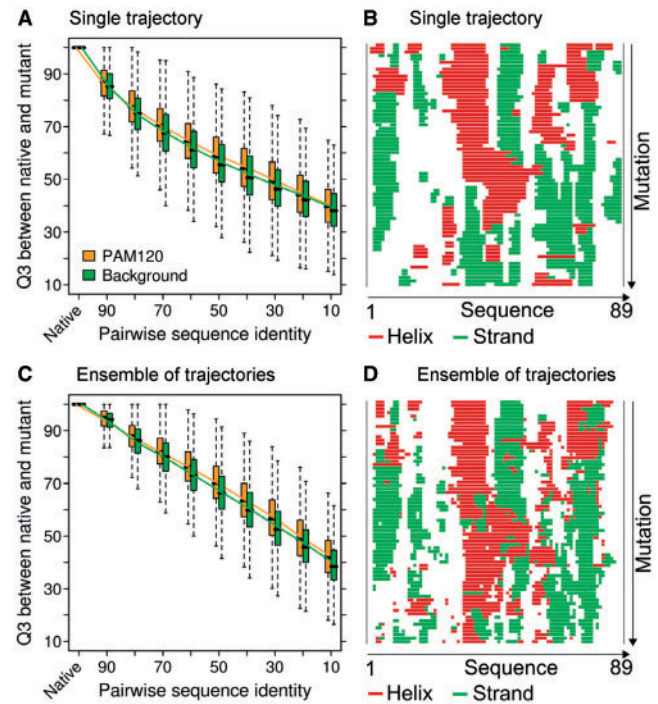 A Single trajectory
Q3 between native and mutant
90
70
50
30
10
PAM120
Background
Native 90 70 50 30 10
Pairwise sequence identity
B Single trajectory
Mutation
1 Sequence 89
Helix Strand
C Ensemble of trajectories
Q3 between native and mutant
90
70
50
30
10
Native 90 70 50 30 10
Pairwise sequence identity
D Ensemble of trajectories
Mutation
1 Sequence 89
Helix Strand